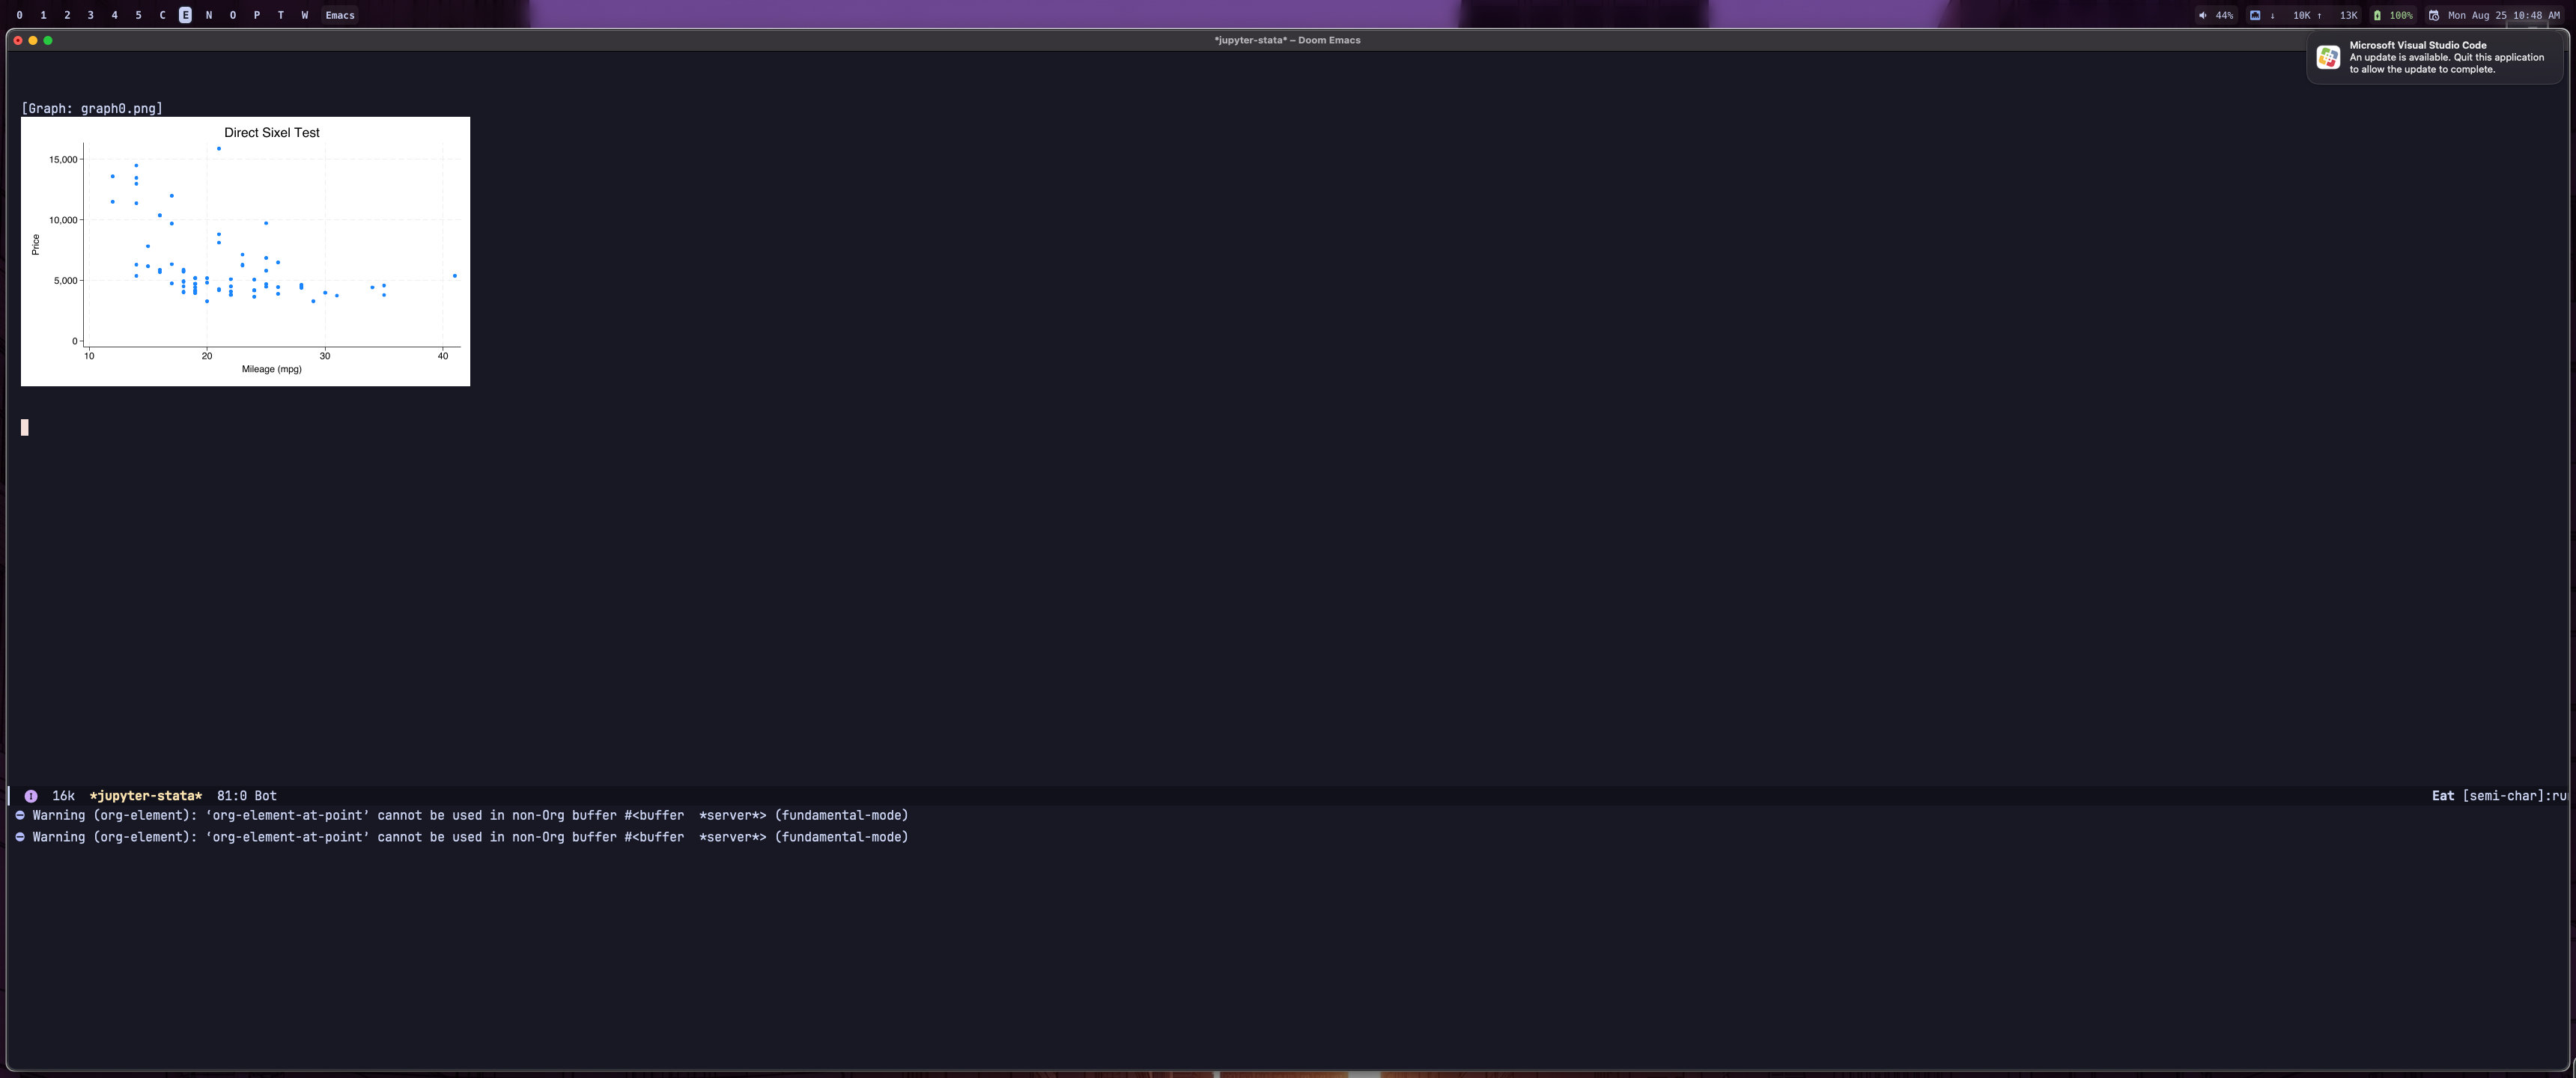 0 1 2 3 4 5 C E N O P T W Emacs
44% ↓ 10K ↑ 13K 100% Mon Aug 25 10:48 AM
*jupyter-stata* – Doom Emacs
Microsoft Visual Studio Code
An update is available. Quit this application
to allow the update to complete.
[Graph: graph0.png]
Direct Sixel Test
15,000
10,000
5,000
0
Price
10 20 30 40
Mileage (mpg)
I 16k *jupyter-stata* 81:0 Bot Eat [semi-char]:ru
Warning (org-element): ‘org-element-at-point’ cannot be used in non-Org buffer #<buffer  *server*> (fundamental-mode)
Warning (org-element): ‘org-element-at-point’ cannot be used in non-Org buffer #<buffer  *server*> (fundamental-mode)